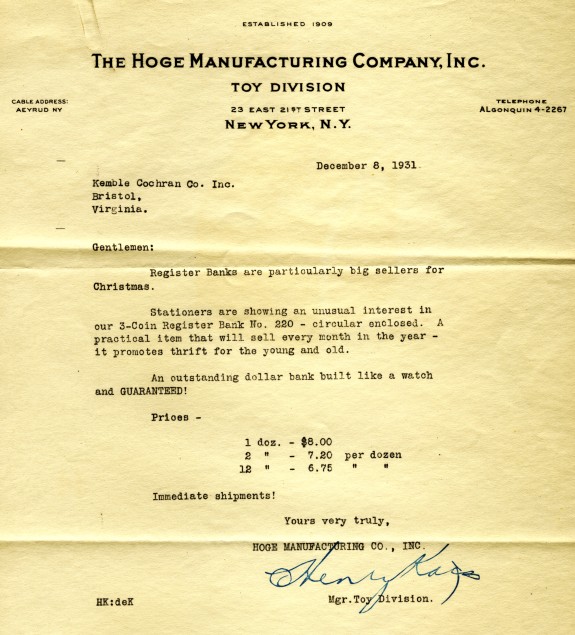 ESTABLISHED 1909
THE HOGE MANUFACTURING COMPANY, INC.
TOY DIVISION
CABLE ADDRESS:
AEYRUD NY
23 EAST 21ST STREET
NEW YORK, N.Y.
TELEPHONE
ALGONQUIN 4-2267
December 8, 1931.
Kemble Cochran Co. Inc.
Bristol,
Virginia.
Gentlemen:
Register Banks are particularly big sellers for
Christmas.
Stationers are showing an unusual interest in
our 3-Coin Register Bank No. 220 - circular enclosed. A
practical item that will sell every month in the year -
it promotes thrift for the young and old.
An outstanding dollar bank built like a watch
and GUARANTEED!
Prices -
1 doz. - $8.00
2 " - 7.20 per dozen
12 " - 6.75 " "
Immediate shipments!
Yours very truly,
HOGE MANUFACTURING CO., INC.
Henry
Mgr.Toy Division.
HK:deK